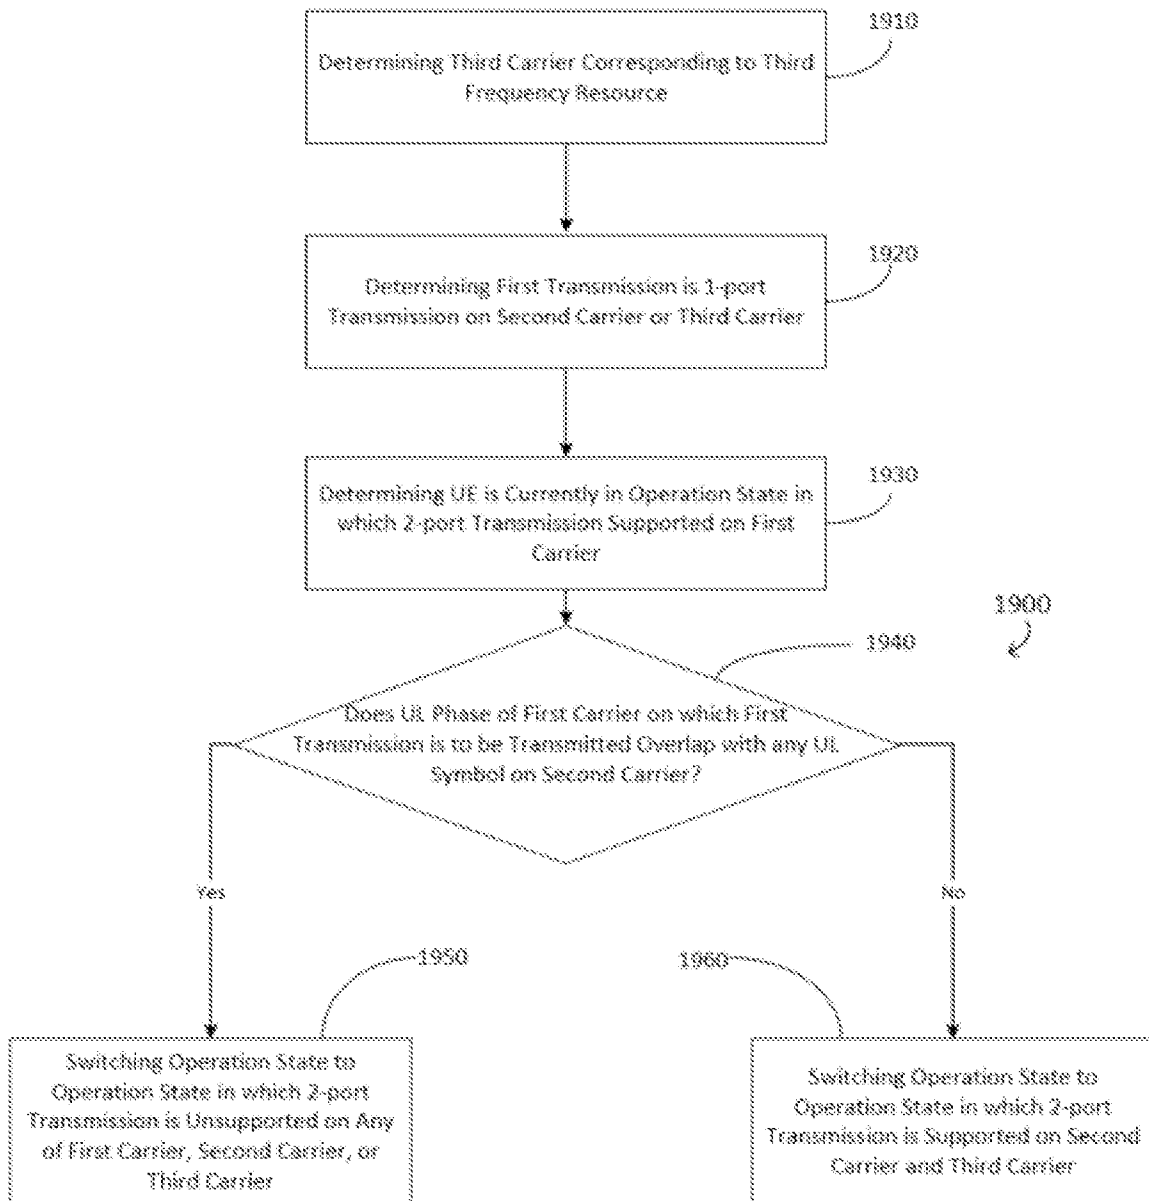 1910
Determining Third Carrier Corresponding to Third
Frequency Resource
1920
Determining First Transmission is 1-port
Transmission on Second Carrier or Third Carrier
1930
Determining UE is Currently in Operation State in
which 2-port Transmission Supported on First
Carrier
1900
1940
Does UL Phase of First Carrier on which First
Transmission is to be Transmitted Overlap with any UL
Symbol on Second Carrier?
Yes
No
1950
1960
Switching Operation State to
Operation State in which 2-port
Transmission is Unsupported on Any
of First Carrier, Second Carrier, or
Third Carrier
Switching Operation State to
Operation State in which 2-port
Transmission is Supported on Second
Carrier and Third Carrier